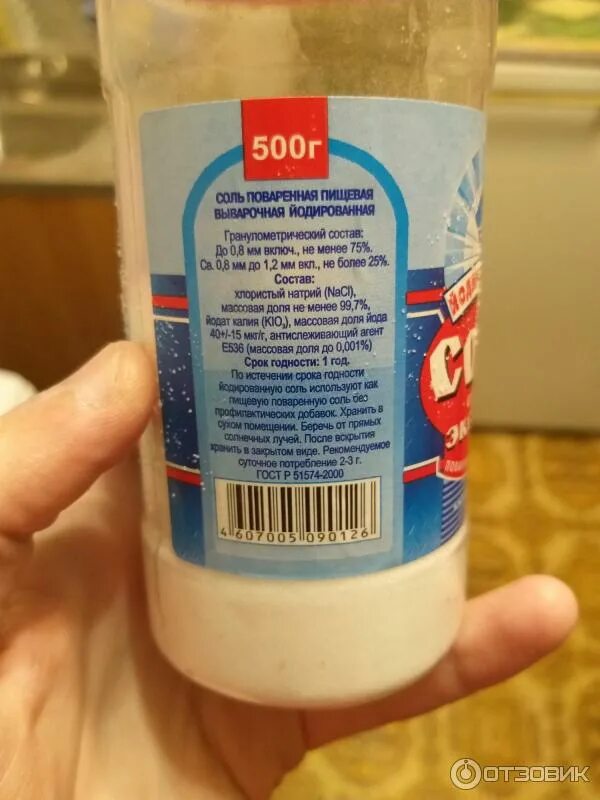 500г
СОЛЬ ПОВАРЕННАЯ ПИЩЕВАЯ
ВЫВАРОЧНАЯ ЙОДИРОВАННАЯ
Гранулометрический состав:
До 0,8 мм включ., не менее 75%.
Св. 0,8 мм до 1,2 мм вкл., не более 25%.
Состав:
хлористый натрий (NaCl),
массовая доля не менее 99,7%,
йодат калия (KIO₃), массовая доля йода
40+/-15 мкг/г, антислеживающий агент
Е536 (массовая доля до 0,001%)
Срок годности: 1 год.
По истечении срока годности
йодированную соль используют как
пищевую поваренную соль без
профилактических добавок. Хранить в
сухом помещении. Беречь от прямых
солнечных лучей. После вскрытия
хранить в закрытом виде. Рекомендуемое
суточное потребление 2-3 г.
ГОСТ Р 51574-2000
4 607005 090126
ОТЗОВИК